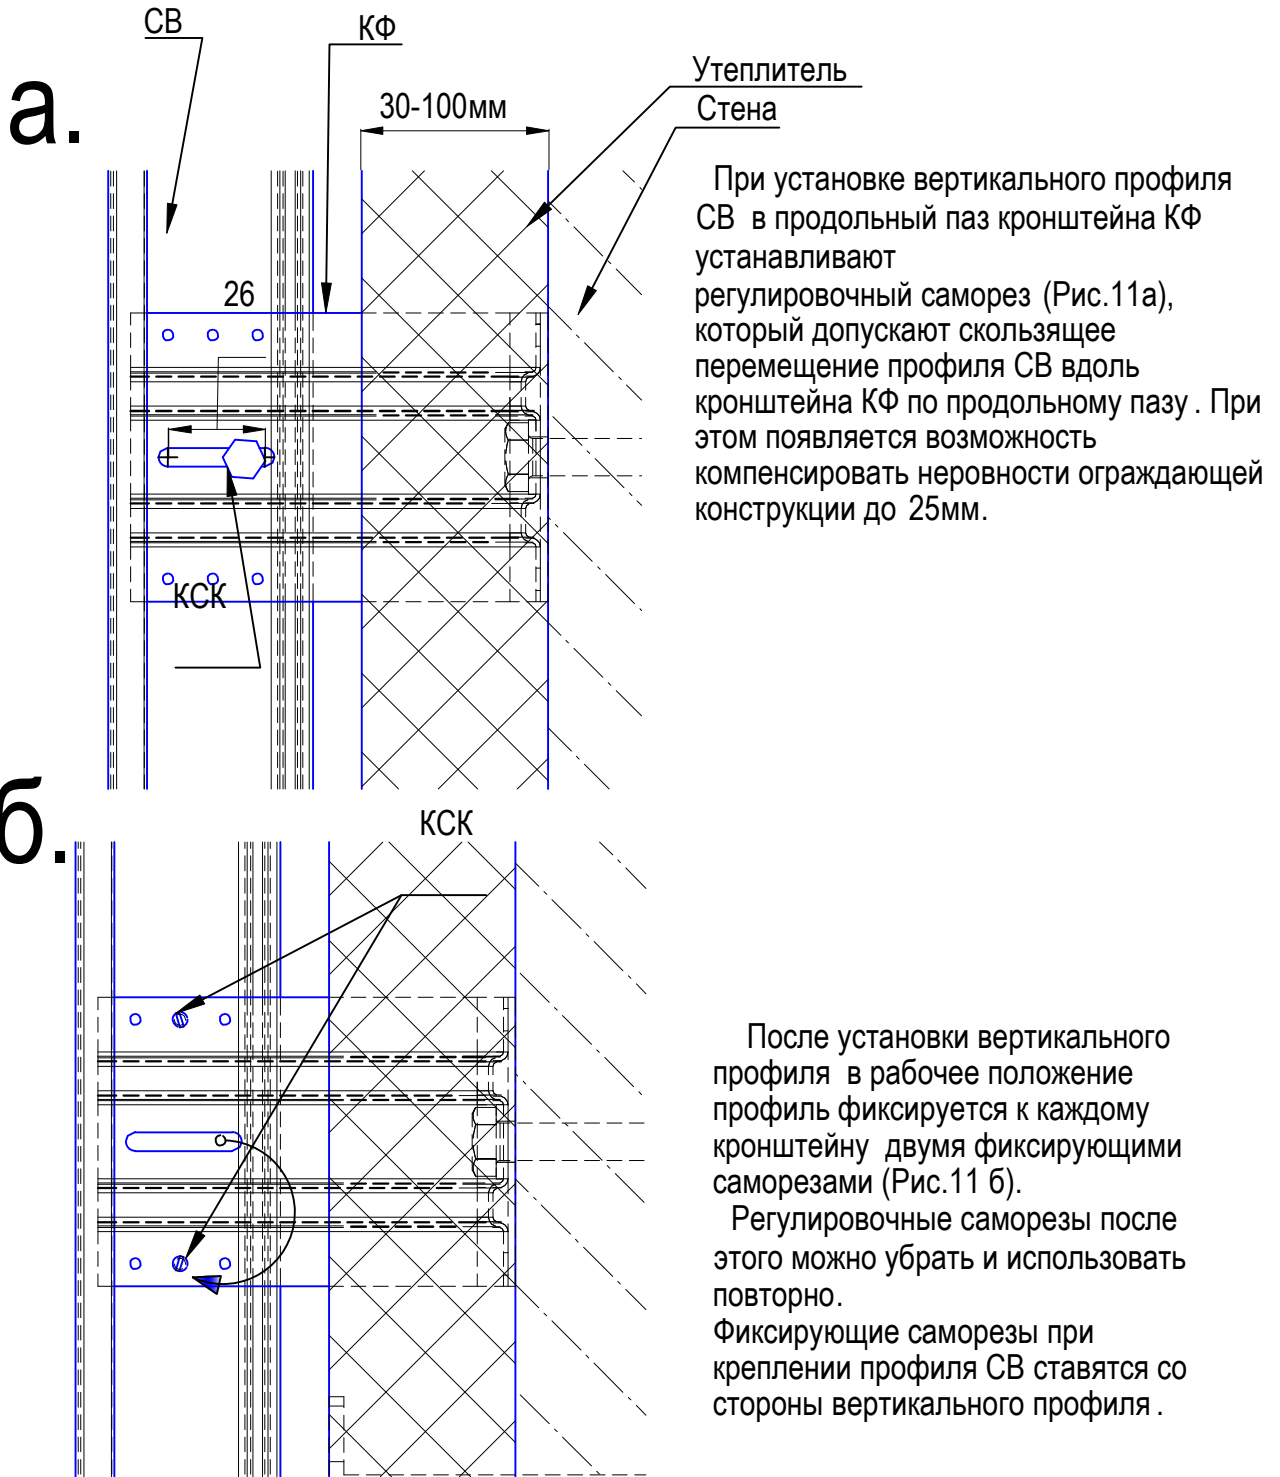 СВ
КФ
а.
Утеплитель
30-100мм
Стена
При установке вертикального профиля
СВ в продольный паз кронштейна КФ
устанавливают
регулировочный саморез (Рис.11а),
который допускают скользящее
перемещение профиля СВ вдоль
кронштейна КФ по продольному пазу. При
этом появляется возможность
компенсировать неровности ограждающей
конструкции до 25мм.
26
КСК
б.
КСК
После установки вертикального
профиля в рабочее положение
профиль фиксируется к каждому
кронштейну двумя фиксирующими
саморезами (Рис.11 б).
Регулировочные саморезы после
этого можно убрать и использовать
повторно.
Фиксирующие саморезы при
креплении профиля СВ ставятся со
стороны вертикального профиля.